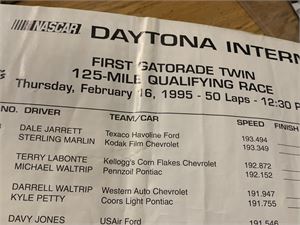 NASCAR DAYTONA INTERN
FIRST GATORADE TWIN
125-MILE QUALIFYING RACE
Thursday, February 16, 1995 - 50 Laps - 12:30 P
NO. DRIVER TEAM/CAR SPEED FINISH
DALE JARRETT Texaco Havoline Ford 193.494
STERLING MARLIN Kodak Film Chevrolet 193.349
TERRY LABONTE Kellogg's Corn Flakes Chevrolet 192.872
MICHAEL WALTRIP Pennzoil Pontiac 192.152
DARRELL WALTRIP Western Auto Chevrolet 191.947
KYLE PETTY Coors Light Pontiac 191.755
DAVY JONES USAir Ford 191.546